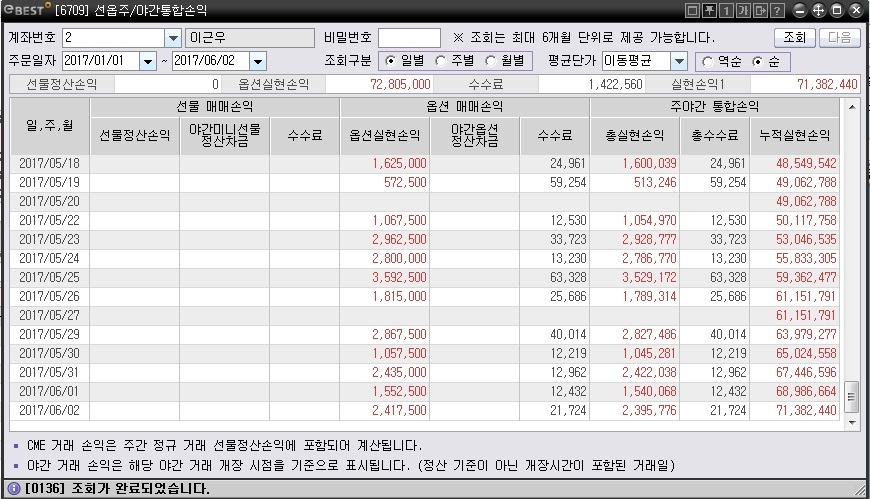 eBEST [6709] 선옵주/야간통합손익
계좌번호 2 이근우 비밀번호 ※ 조회는 최대 6개월 단위로 제공 가능합니다. 조회 다음
주문일자 2017/01/01 ~ 2017/06/02 조회구분 일별 주별 월별 평균단가 이동평균 역순 순
선물정산손익 0 옵션실현손익 72,805,000 수수료 1,422,560 실현손익1 71,382,440
일,주,월 선물 매매손익 옵션 매매손익 주야간 통합손익
선물정산손익 야간미니선물 정산차금 수수료 옵션실현손익 야간옵션 정산차금 수수료 총실현손익 총수수료 누적실현손익
2017/05/18 1,625,000 24,961 1,600,039 24,961 48,549,542
2017/05/19 572,500 59,254 513,246 59,254 49,062,788
2017/05/20 49,062,788
2017/05/22 1,067,500 12,530 1,054,970 12,530 50,117,758
2017/05/23 2,962,500 33,723 2,928,777 33,723 53,046,535
2017/05/24 2,800,000 13,230 2,786,770 13,230 55,833,305
2017/05/25 3,592,500 63,328 3,529,172 63,328 59,362,477
2017/05/26 1,815,000 25,686 1,789,314 25,686 61,151,791
2017/05/27 61,151,791
2017/05/29 2,867,500 40,014 2,827,486 40,014 63,979,277
2017/05/30 1,057,500 12,219 1,045,281 12,219 65,024,558
2017/05/31 2,435,000 12,962 2,422,038 12,962 67,446,596
2017/06/01 1,552,500 12,432 1,540,068 12,432 68,986,664
2017/06/02 2,417,500 21,724 2,395,776 21,724 71,382,440
▪ CME 거래 손익은 주간 정규 거래 선물정산손익에 포함되어 계산됩니다.
▪ 야간 거래 손익은 해당 야간 거래 개장 시점을 기준으로 표시됩니다. (정산 기준이 아닌 개장시간이 포함된 거래일)
[0136] 조회가 완료되었습니다.